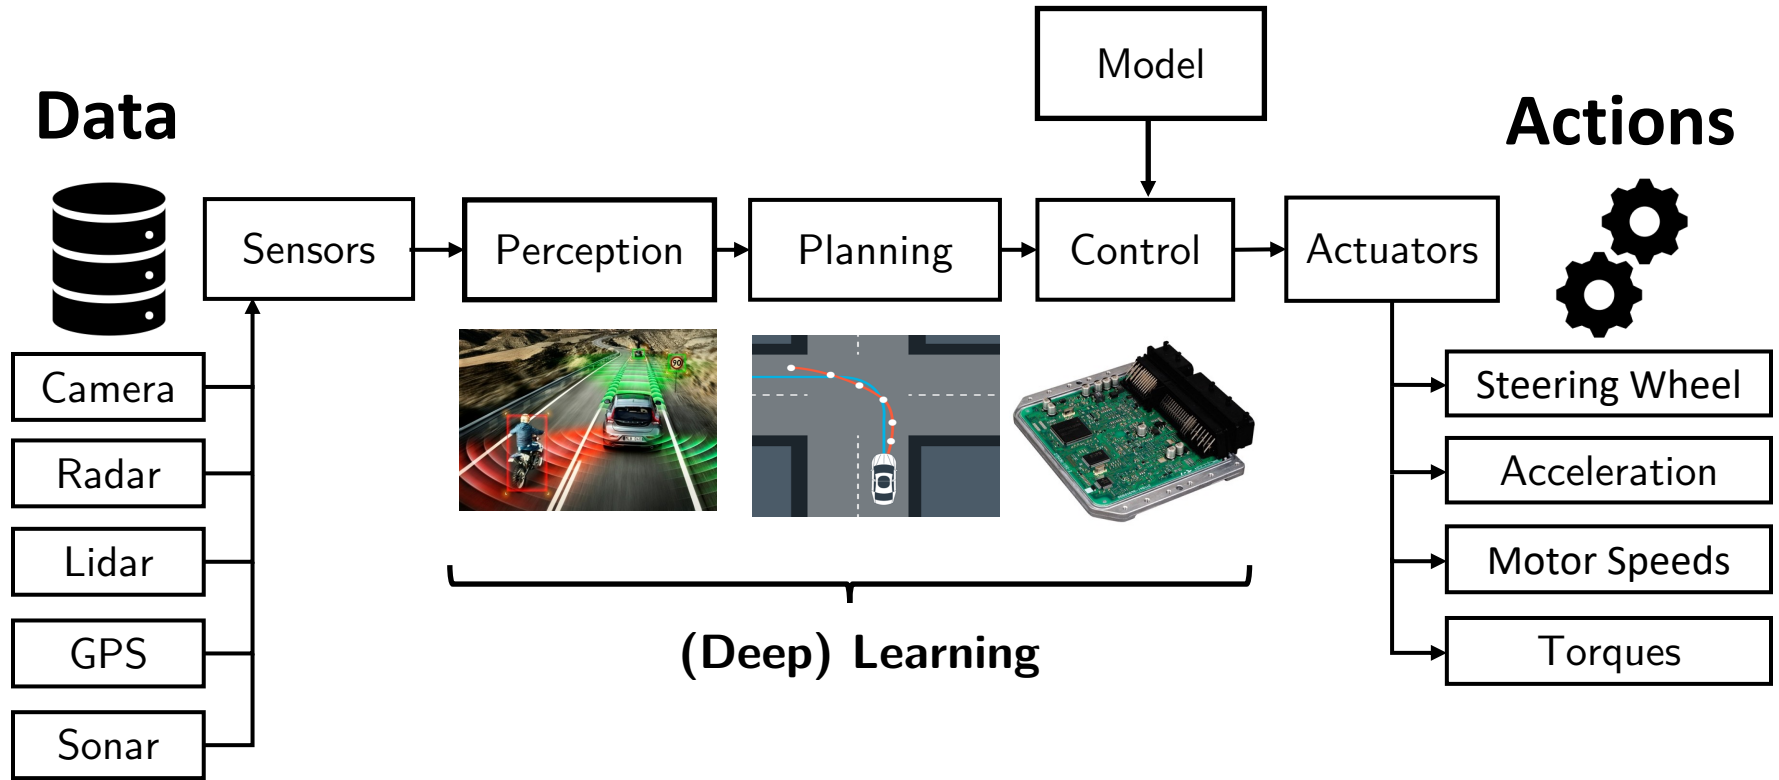 Model
Data
Actions
Sensors
Perception
Planning
Control
Actuators
90
Camera
Radar
Lidar
GPS
Sonar
Steering Wheel
Acceleration
Motor Speeds
Torques
(Deep) Learning